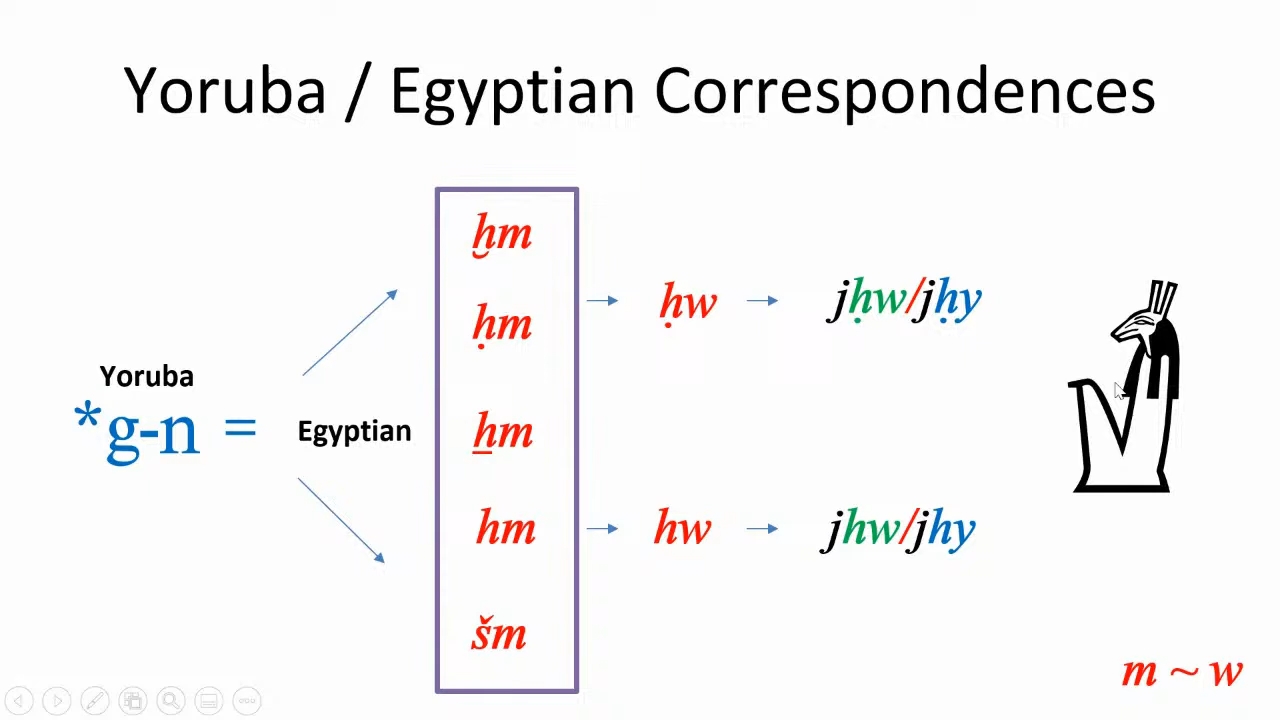 Yoruba / Egyptian Correspondences
Yoruba
*g-n =
Egyptian
ḫm
ḥm
ẖm
hm
šm
ḥw
jḥw/jḥy
hw
jhw/jhy
m ~ w